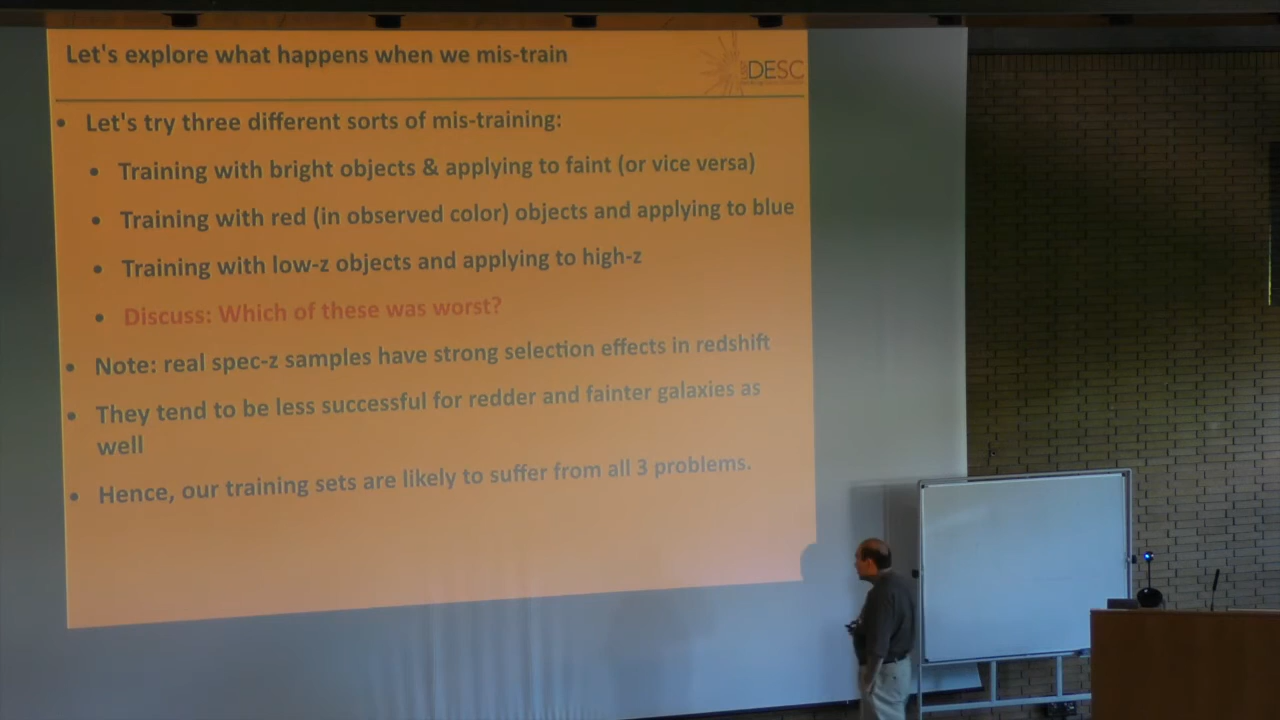 Let's explore what happens when we mis-train
DESC
• Let's try three different sorts of mis-training:
• Training with bright objects & applying to faint (or vice versa)
• Training with red (in observed color) objects and applying to blue
• Training with low-z objects and applying to high-z
• Discuss: Which of these was worst?
• Note: real spec-z samples have strong selection effects in redshift
• They tend to be less successful for redder and fainter galaxies as
well
• Hence, our training sets are likely to suffer from all 3 problems.